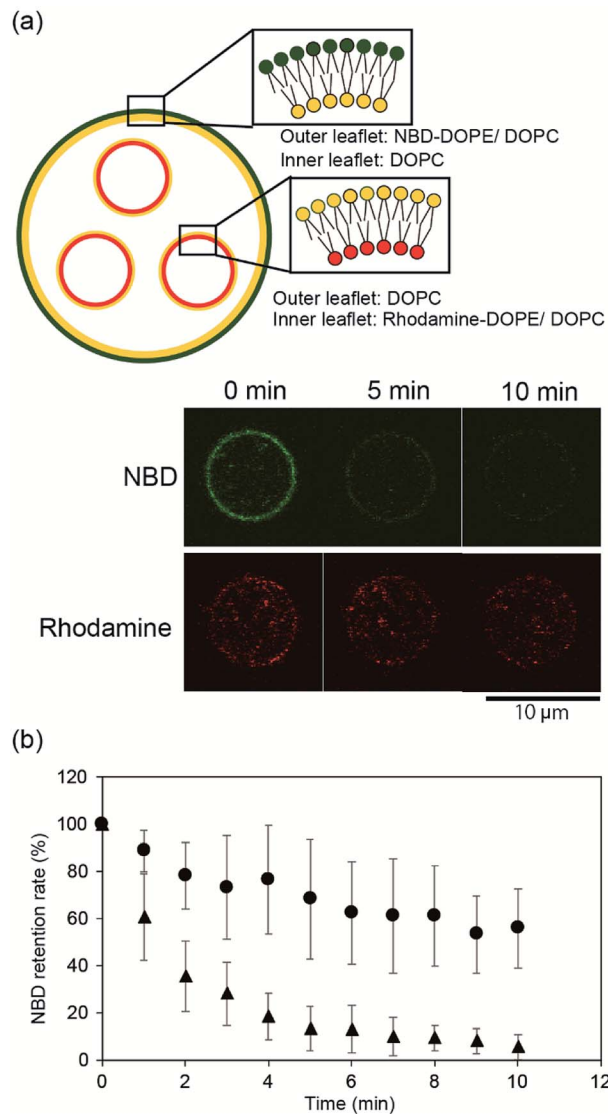 (a)
Outer leaflet: NBD-DOPE/ DOPC
Inner leaflet: DOPC
Outer leaflet: DOPC
Inner leaflet: Rhodamine-DOPE/ DOPC
0 min 5 min 10 min
NBD
Rhodamine
10 µm
(b)
NBD retention rate (%)
120
100
80
60
40
20
0
0 2 4 6 8 10 12
Time (min)